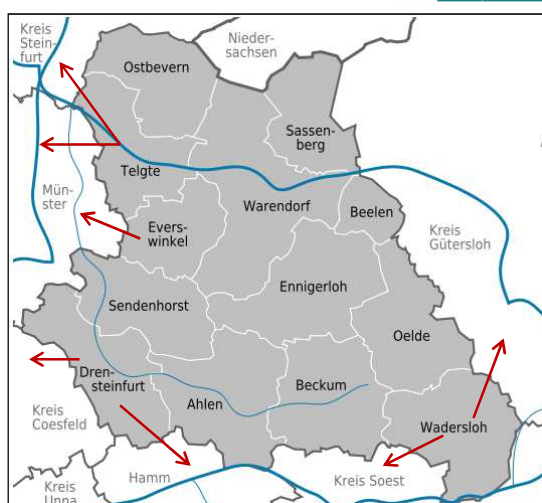 Kreis
Stein-
furt
Nieder-
sachsen
Ostbevern
Sassen-
berg
Telgte
Mün-
ster
Warendorf
Beelen
Evers-
winkel
Kreis
Gütersloh
Ennigerloh
Sendenhorst
Oelde
Dren-
steinfurt
Beckum
Ahlen
Kreis
Coesfeld
Wadersloh
Hamm
Kreis Soest
Kreis
Unna